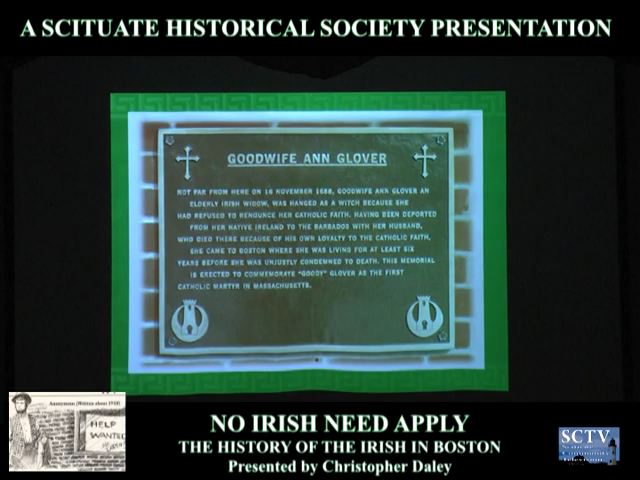 A SCITUATE HISTORICAL SOCIETY PRESENTATION
GOODWIFE ANN GLOVER
NOT FAR FROM HERE ON 16 NOVEMBER 1688, GOODWIFE ANN GLOVER AN
ELDERLY IRISH WIDOW, WAS HANGED AS A WITCH BECAUSE SHE
HAD REFUSED TO RENOUNCE HER CATHOLIC FAITH. HAVING BEEN DEPORTED
FROM HER NATIVE IRELAND TO THE BARBADOS WITH HER HUSBAND,
WHO DIED THERE BECAUSE OF HIS OWN LOYALTY TO THE CATHOLIC FAITH,
SHE CAME TO BOSTON WHERE SHE WAS LIVING FOR AT LEAST SIX
YEARS BEFORE SHE WAS UNJUSTLY CONDEMNED TO DEATH. THIS MEMORIAL
IS ERECTED TO COMMEMORATE "GOODY" GLOVER AS THE FIRST
CATHOLIC MARTYR IN MASSACHUSETTS.
HELP
WANTED
NO IRISH NEED APPLY
THE HISTORY OF THE IRISH IN BOSTON
Presented by Christopher Daley
SCTV
Scituate
Community
Television